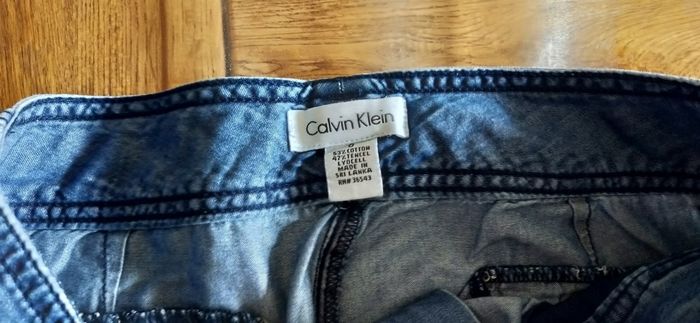 Calvin Klein
53% COTTON
47% TENCEL
LYOCELL
MADE IN
SRI LANKA
RN# 36543